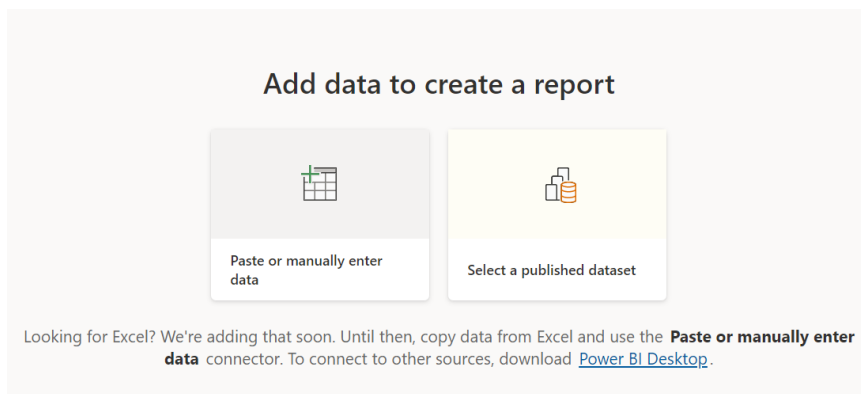 Add data to create a report
Paste or manually enter
data
Select a published dataset
Looking for Excel? We're adding that soon. Until then, copy data from Excel and use the Paste or manually enter
data connector. To connect to other sources, download Power BI Desktop.